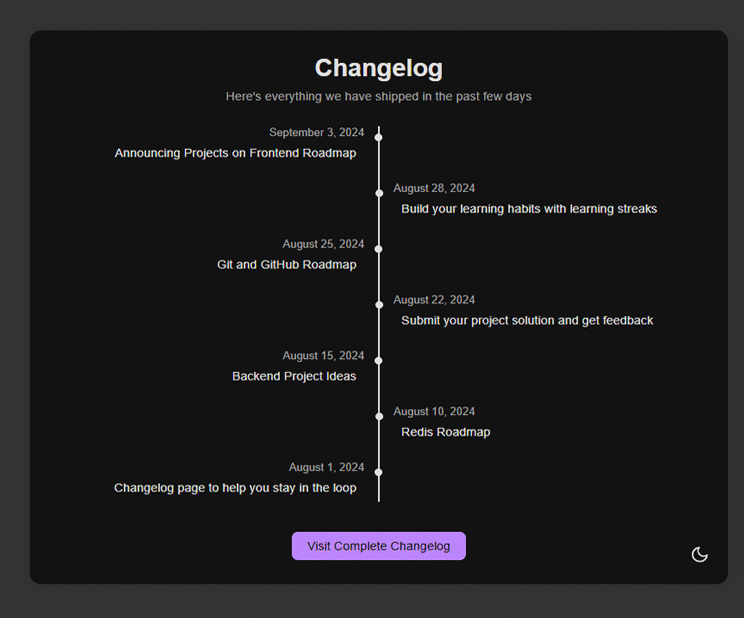 Changelog
Here's everything we have shipped in the past few days
September 3, 2024
Announcing Projects on Frontend Roadmap
August 28, 2024
Build your learning habits with learning streaks
August 25, 2024
Git and GitHub Roadmap
August 22, 2024
Submit your project solution and get feedback
August 15, 2024
Backend Project Ideas
August 10, 2024
Redis Roadmap
August 1, 2024
Changelog page to help you stay in the loop
Visit Complete Changelog